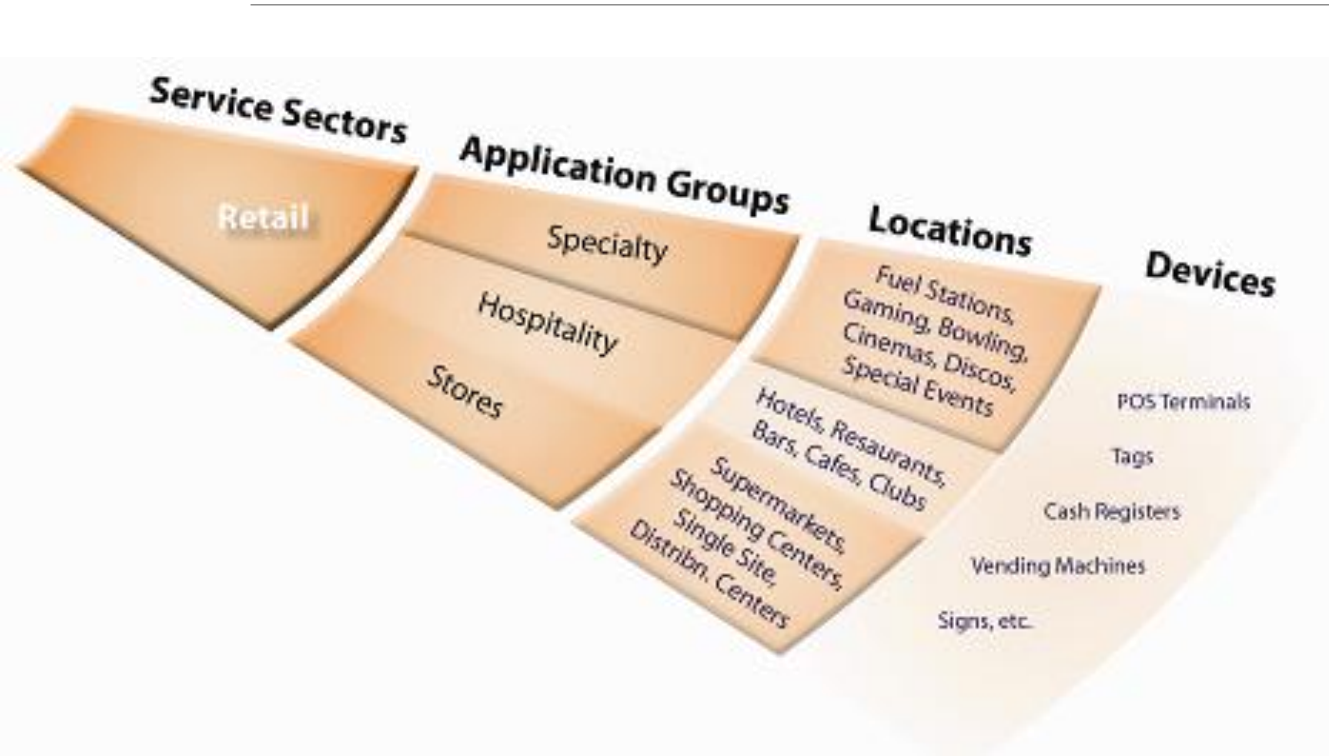 Service Sectors
Application Groups
Locations
Devices
Retail
Specialty
Hospitality
Stores
Fuel Stations,
Gaming, Bowling,
Cinemas, Discos,
Special Events
Hotels, Resaurants,
Bars, Cafes, Clubs
Supermarkets,
Shopping Centers,
Single Site,
Distribn. Centers
POS Terminals
Tags
Cash Registers
Vending Machines
Signs, etc.